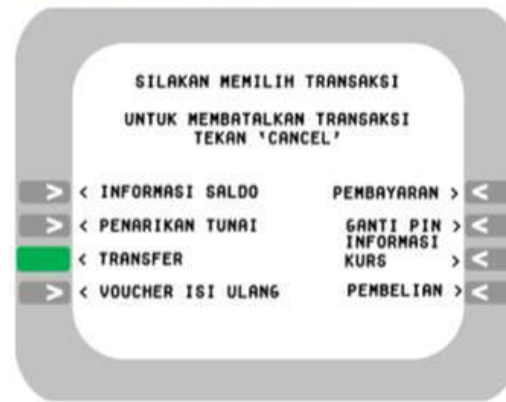 SILAKAN MEMILIH TRANSAKSI
UNTUK MEMBATALKAN TRANSAKSI
TEKAN 'CANCEL'
> < INFORMASI SALDO
> < PENARIKAN TUNAI
< TRANSFER
> < VOUCHER ISI ULANG
PEMBAYARAN > <
GANTI PIN > <
INFORMASI
KURS > <
PEMBELIAN > <